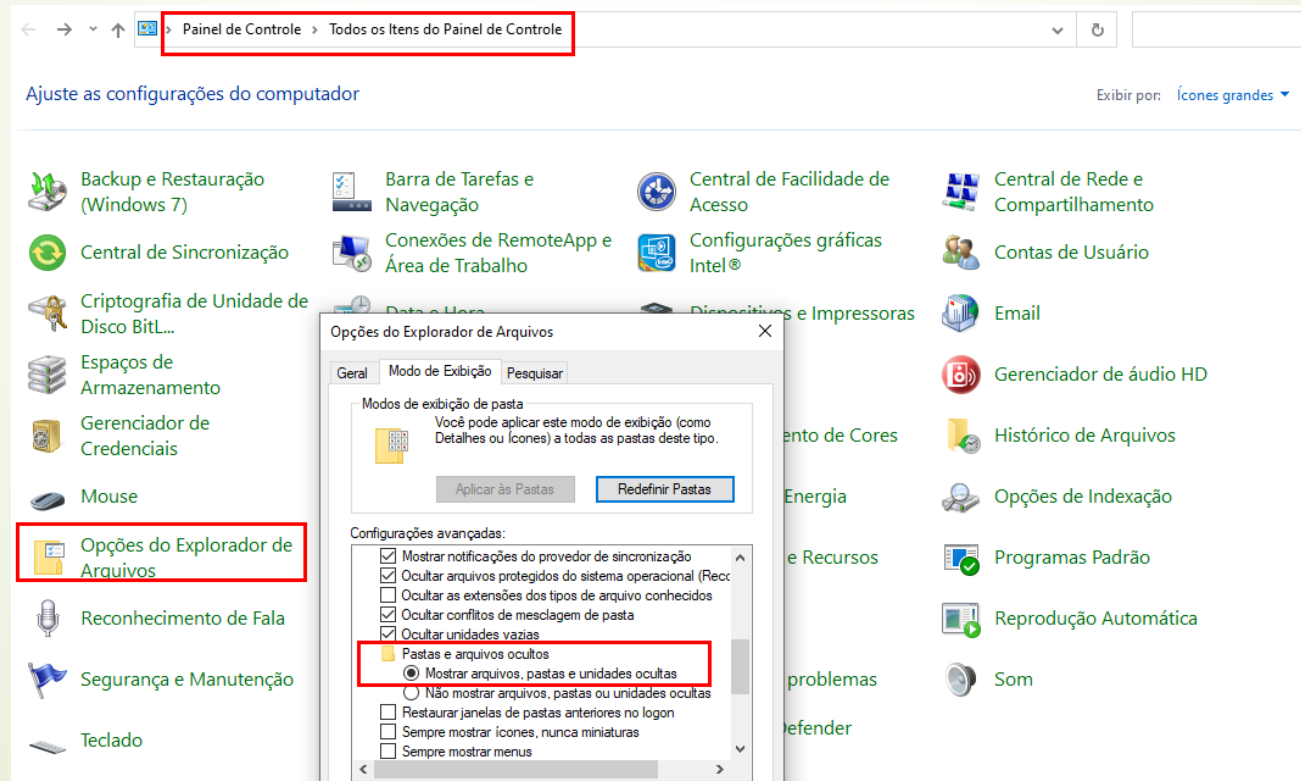 Painel de Controle > Todos os Itens do Painel de Controle
Ajuste as configurações do computador
Exibir por: Ícones grandes
Backup e Restauração
(Windows 7)
Barra de Tarefas e
Navegação
Central de Facilidade de
Acesso
Central de Rede e
Compartilhamento
Central de Sincronização
Conexões de RemoteApp e
Área de Trabalho
Configurações gráficas
Intel®
Contas de Usuário
Criptografia de Unidade de
Disco BitL...
Data e Hora
Dispositivos e Impressoras
Email
Espaços de
Armazenamento
Gerenciador de áudio HD
Gerenciador de
Credenciais
ento de Cores
Histórico de Arquivos
Mouse
Energia
Opções de Indexação
Opções do Explorador de
Arquivos
e Recursos
Programas Padrão
Reconhecimento de Fala
Reprodução Automática
Segurança e Manutenção
problemas
Som
Teclado
efender
Opções do Explorador de Arquivos
Geral
Modo de Exibição
Pesquisar
Modos de exibição de pasta
Você pode aplicar este modo de exibição (como
Detalhes ou Ícones) a todas as pastas deste tipo.
Aplicar às Pastas
Redefinir Pastas
Configurações avançadas:
Mostrar notificações do provedor de sincronização
Ocultar arquivos protegidos do sistema operacional (Recc
Ocultar as extensões dos tipos de arquivo conhecidos
Ocultar conflitos de mesclagem de pasta
Ocultar unidades vazias
Pastas e arquivos ocultos
Mostrar arquivos, pastas e unidades ocultas
Não mostrar arquivos, pastas ou unidades ocultas
Restaurar janelas de pastas anteriores no logon
Sempre mostrar ícones, nunca miniaturas
Sempre mostrar menus